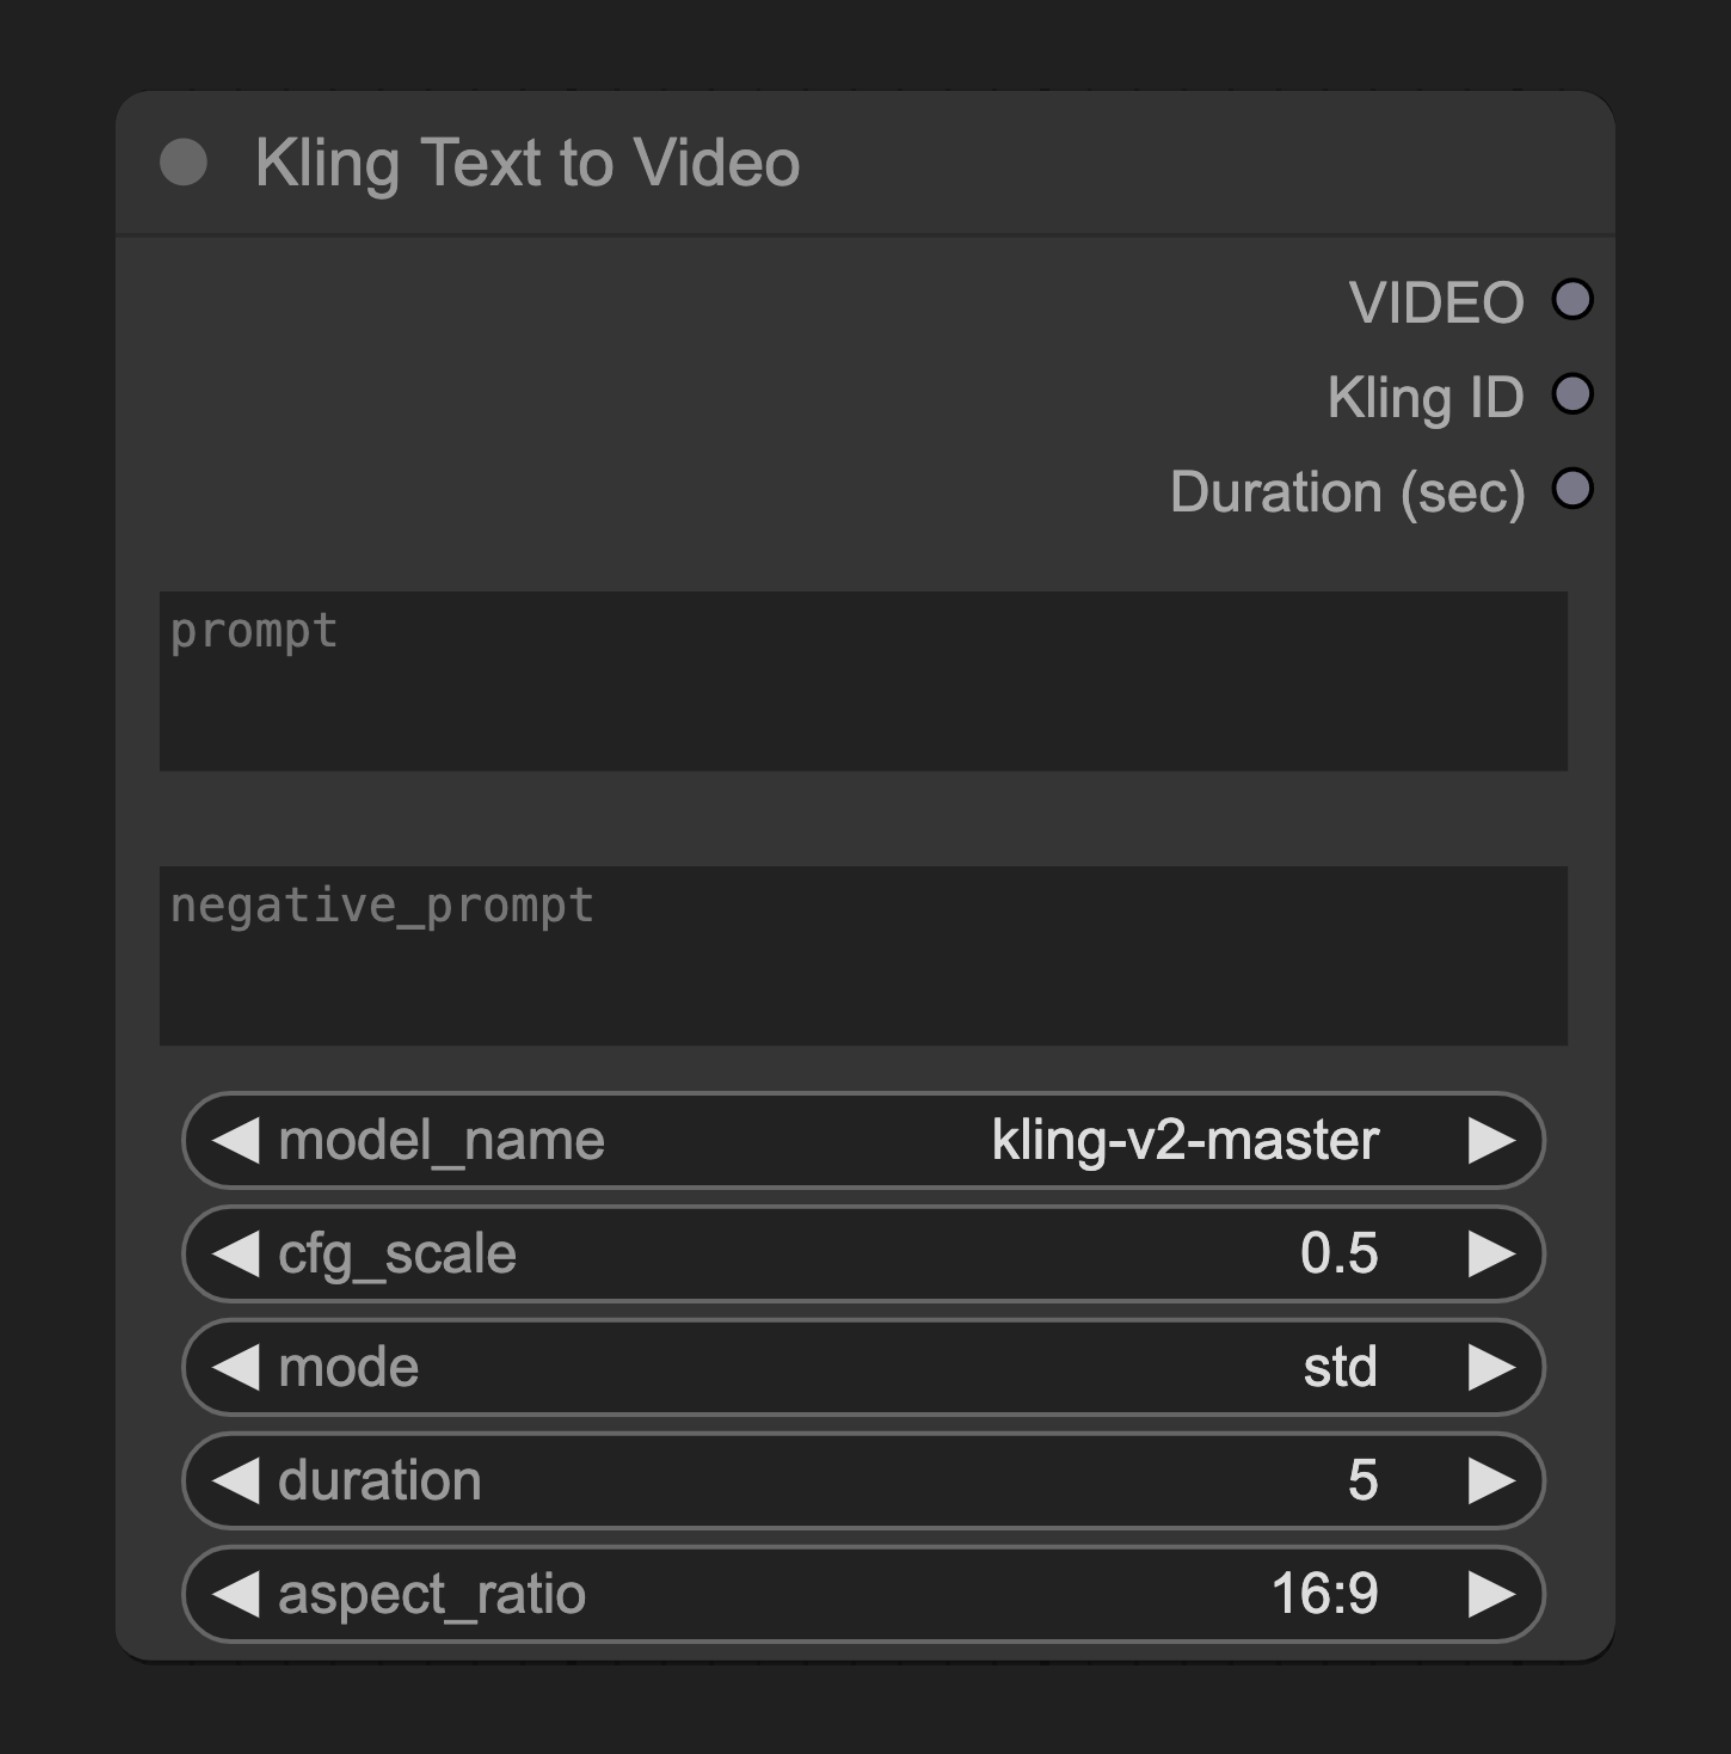 Kling Text to Video
VIDEO
Kling ID
Duration (sec)
prompt
negative_prompt
model_name kling-v2-master
cfg_scale 0.5
mode std
duration 5
aspect_ratio 16:9